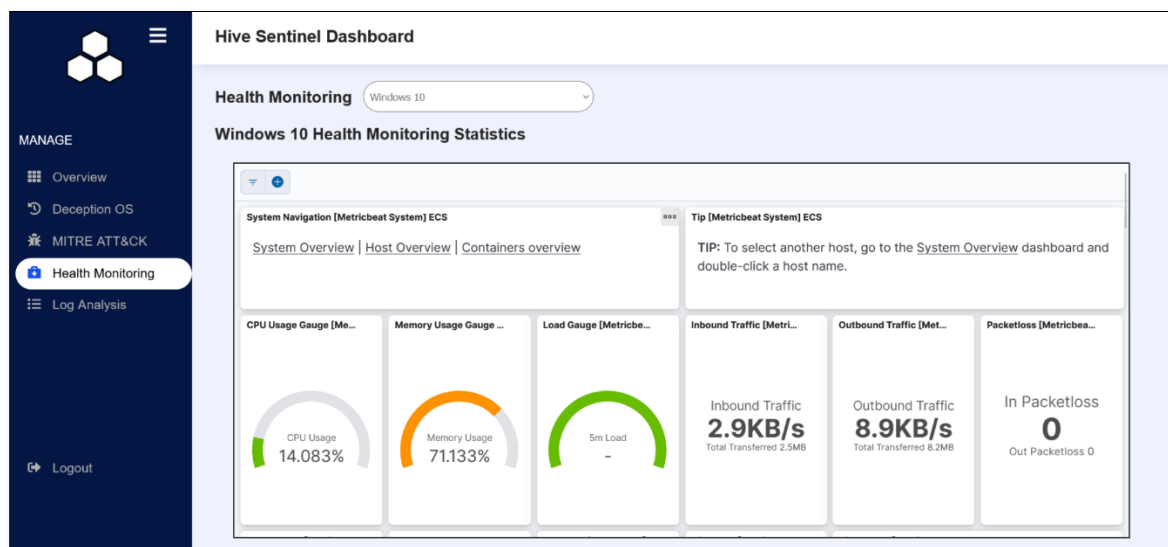 Hive Sentinel Dashboard
MANAGE
Overview
Deception OS
MITRE ATT&CK
Health Monitoring
Log Analysis
Logout
Health Monitoring
Windows 10
Windows 10 Health Monitoring Statistics
System Navigation [Metricbeat System] ECS
System Overview | Host Overview | Containers overview
Tip [Metricbeat System] ECS
TIP: To select another host, go to the System Overview dashboard and
double-click a host name.
CPU Usage Gauge [Me...
CPU Usage
14.083%
Memory Usage Gauge ...
Memory Usage
71.133%
Load Gauge [Metricbe...
5m Load
-
Inbound Traffic [Metri...
Inbound Traffic
2.9KB/s
Total Transferred 2.5MB
Outbound Traffic [Met...
Outbound Traffic
8.9KB/s
Total Transferred 8.2MB
Packetloss [Metricbea...
In Packetloss
0
Out Packetloss 0